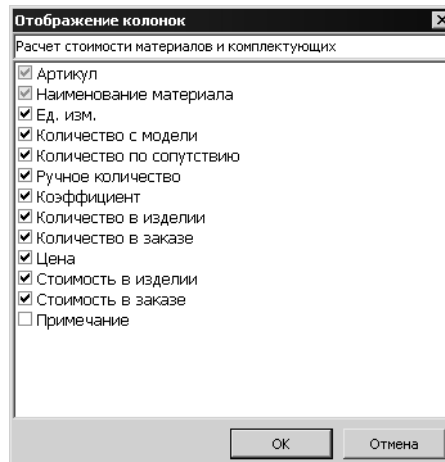 Отображение колонок
Расчет стоимости материалов и комплектующих
Артикул
Наименование материала
Ед. изм.
Количество с модели
Количество по сопутствию
Ручное количество
Коэффициент
Количество в изделии
Количество в заказе
Цена
Стоимость в изделии
Стоимость в заказе
Примечание
ОК
Отмена